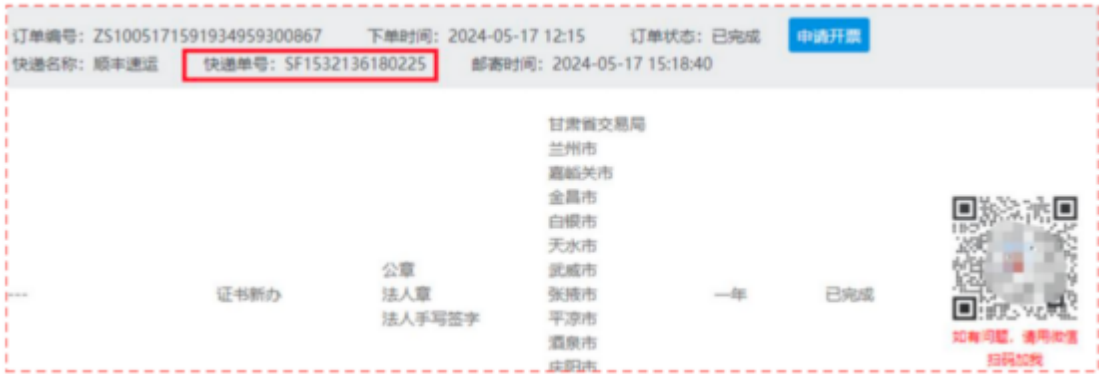 订单编号：ZS1005171591934959300867 下单时间：2024-05-17 12:15 订单状态：已完成 申请开票
快递名称：顺丰速运 快递单号：SF1532136180225 邮寄时间：2024-05-17 15:18:40
甘肃省交易局
兰州市
嘉峪关市
金昌市
白银市
天水市
公章 武威市
--- 证书新办 法人章 张掖市 一年 已完成
法人手写签字 平凉市
酒泉市
庆阳市
如有问题，请用微信
扫码加我